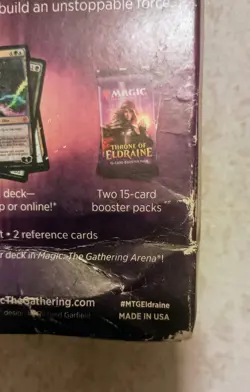 build an unstoppable force
MAGIC
THRONE OF
ELDRAINE
deck—
Two 15-card
p or online!*
booster packs
t • 2 reference cards
r deck in Magic: The Gathering Arena*!
cTheGathering.com
#MTGEldraine
Garfield
MADE IN USA